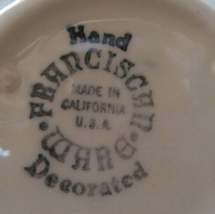 Hand
FRANCISCAN
MADE IN
CALIFORNIA
U.S.A.
WARE
Decorated